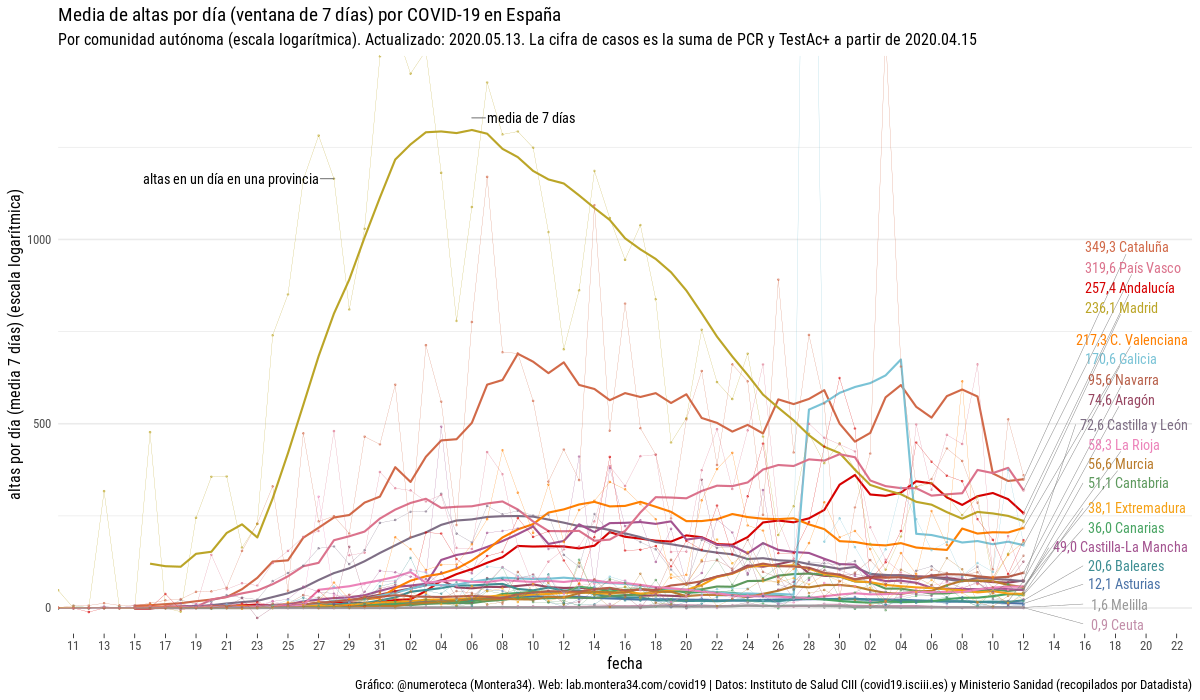 Media de altas por día (ventana de 7 días) por COVID-19 en España
Por comunidad autónoma (escala logarítmica). Actualizado: 2020.05.13. La cifra de casos es la suma de PCR y TestAc+ a partir de 2020.04.15
media de 7 días
altas en un día en una provincia
altas por día (media 7 días) (escala logarítmica)
1000
500
0
349,3 Cataluña
319,6 País Vasco
257,4 Andalucía
236,1 Madrid
217,3 C. Valenciana
170,6 Galicia
95,6 Navarra
74,6 Aragón
72,6 Castilla y León
58,3 La Rioja
56,6 Murcia
51,1 Cantabria
38,1 Extremadura
36,0 Canarias
49,0 Castilla-La Mancha
20,6 Baleares
12,1 Asturias
1,6 Melilla
0,9 Ceuta
11 13 15 17 19 21 23 25 27 29 31 02 04 06 08 10 12 14 16 18 20 22 24 26 28 30 02 04 06 08 10 12 14 16 18 20 22
fecha
Gráfico: @numeroteca (Montera34). Web: lab.montera34.com/covid19 | Datos: Instituto de Salud CIII (covid19.isciii.es) y Ministerio Sanidad (recopilados por Datadista)